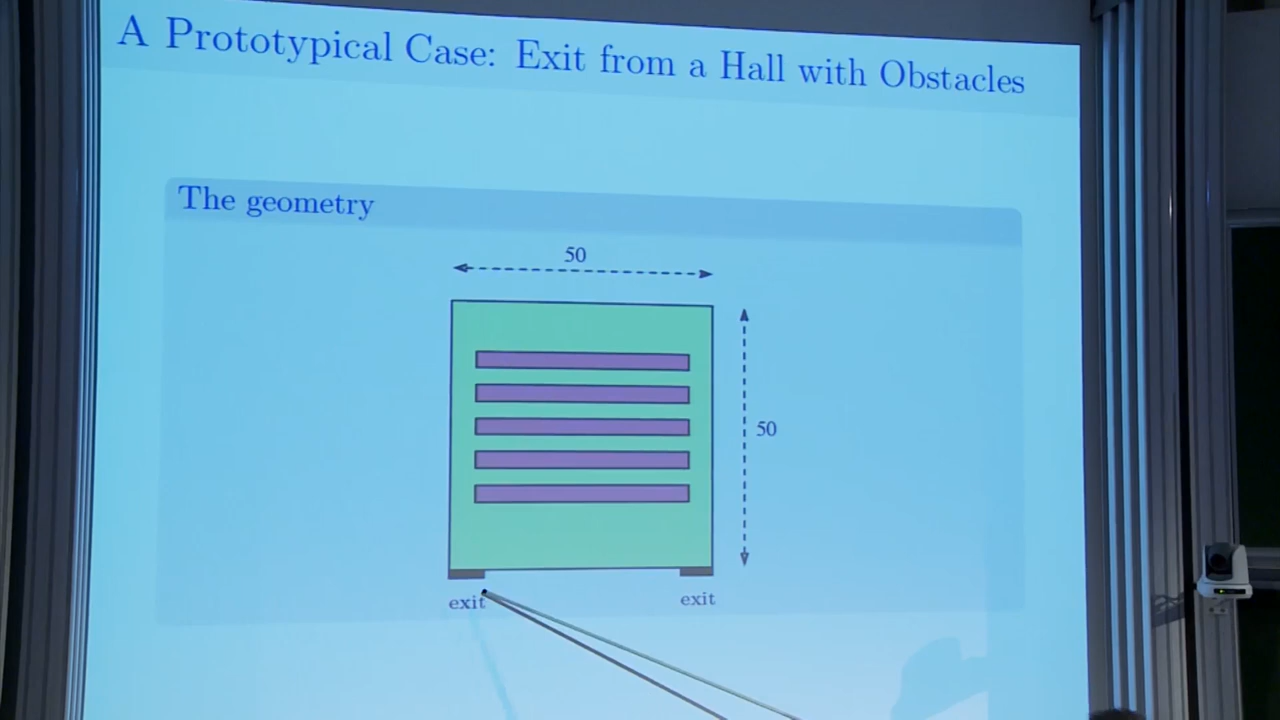 A Prototypical Case: Exit from a Hall with Obstacles
The geometry
50
50
exit
exit